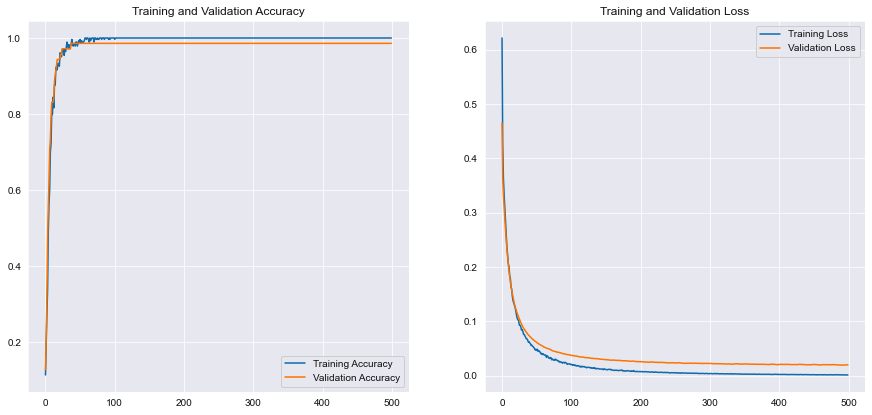 Training and Validation Accuracy
1.0
0.8
0.6
0.4
0.2
0 100 200 300 400 500
Training Accuracy
Validation Accuracy
Training and Validation Loss
0.6
0.5
0.4
0.3
0.2
0.1
0.0
0 100 200 300 400 500
Training Loss
Validation Loss